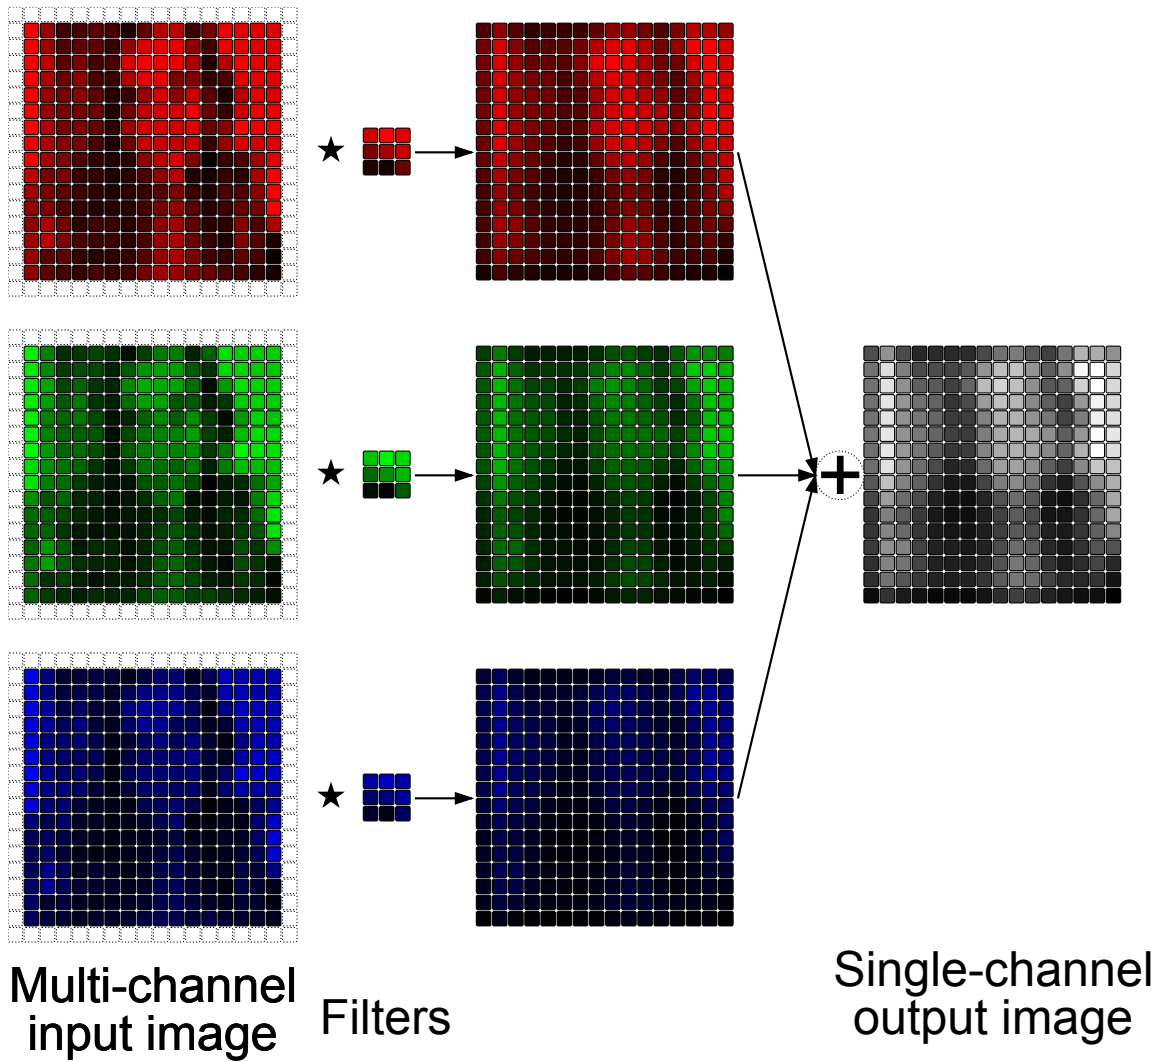 Multi-channel
input image
Filters
Single-channel
output image